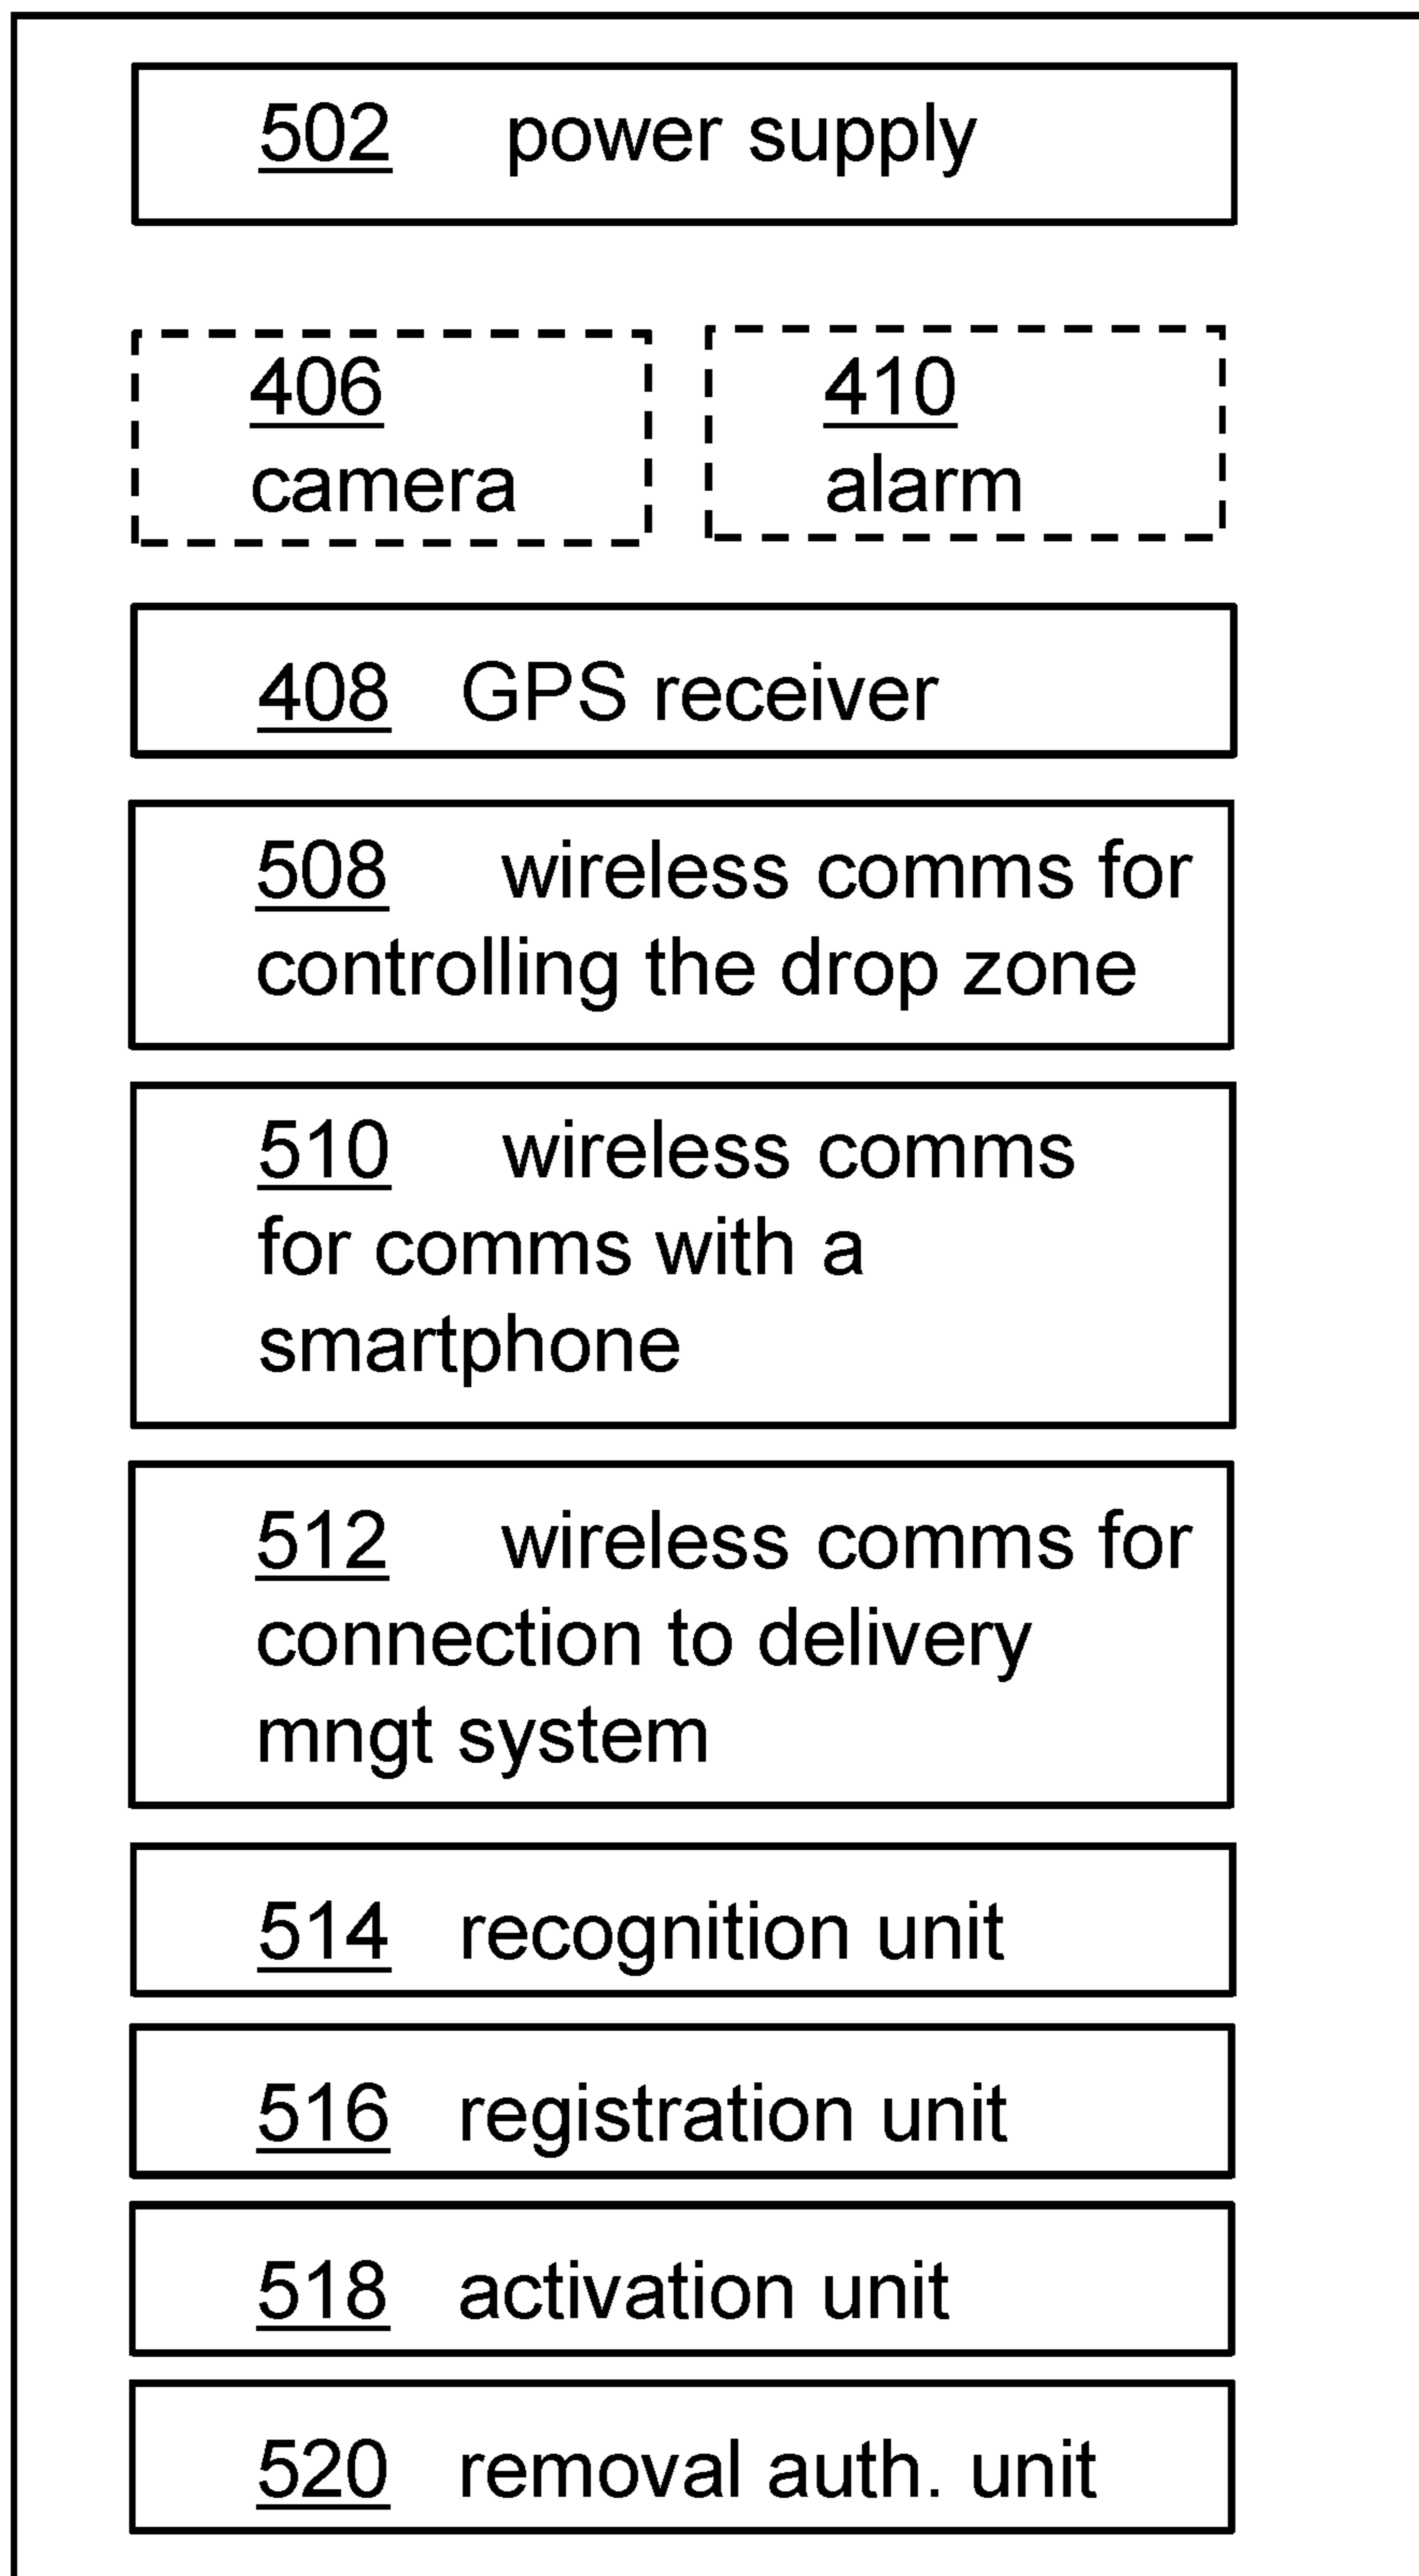 502 power supply
406
camera
410
alarm
408 GPS receiver
508 wireless comms for
controlling the drop zone
510 wireless comms
for comms with a
smartphone
512 wireless comms for
connection to delivery
mngt system
514 recognition unit
516 registration unit
518 activation unit
520 removal auth. unit